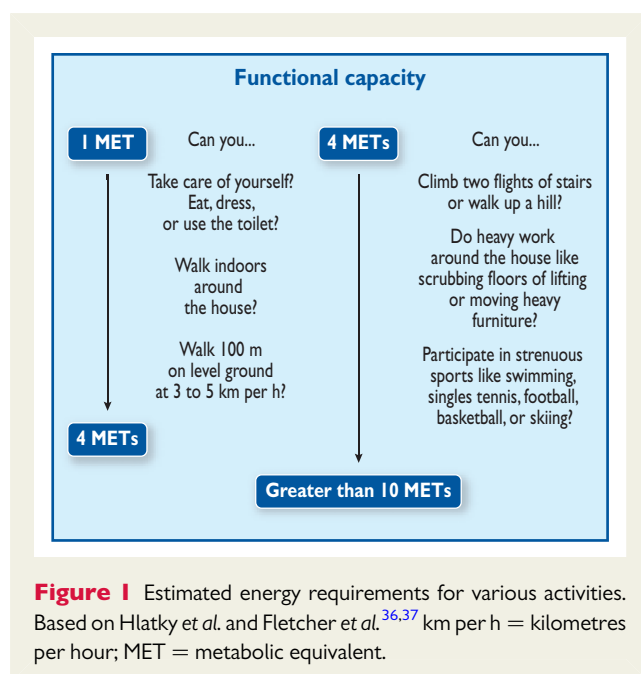 Functional capacity
1 MET
Can you...
Take care of yourself?
Eat, dress,
or use the toilet?
Walk indoors
around
the house?
Walk 100 m
on level ground
at 3 to 5 km per h?
4 METs
4 METs
Can you...
Climb two flights of stairs
or walk up a hill?
Do heavy work
around the house like
scrubbing floors of lifting
or moving heavy
furniture?
Participate in strenuous
sports like swimming,
singles tennis, football,
basketball, or skiing?
Greater than 10 METs
Figure 1 Estimated energy requirements for various activities.
Based on Hlatky et al. and Fletcher et al.36,37 km per h = kilometres
per hour; MET = metabolic equivalent.